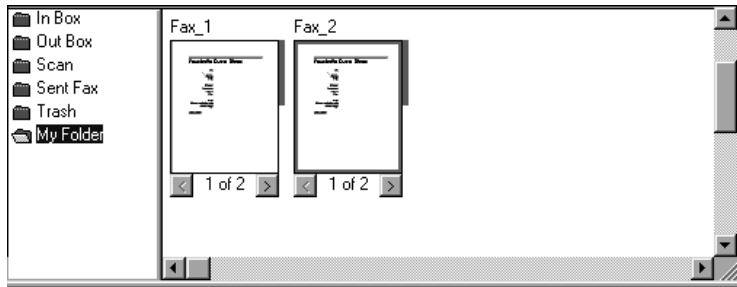 In Box
Out Box
Scan
Sent Fax
Trash
My Folder
Fax_1
Fax_2
< 1 of 2 >
< 1 of 2 >